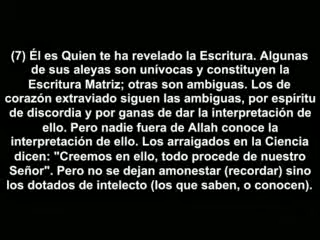 (7) Él es Quien te ha revelado la Escritura. Algunas
de sus aleyas son unívocas y constituyen la
Escritura Matriz; otras son ambiguas. Los de
corazón extraviado siguen las ambiguas, por espíritu
de discordia y por ganas de dar la interpretación de
ello. Pero nadie fuera de Allah conoce la
interpretación de ello. Los arraigados en la Ciencia
dicen: "Creemos en ello, todo procede de nuestro
Señor". Pero no se dejan amonestar (recordar) sino
los dotados de intelecto (los que saben, o conocen).